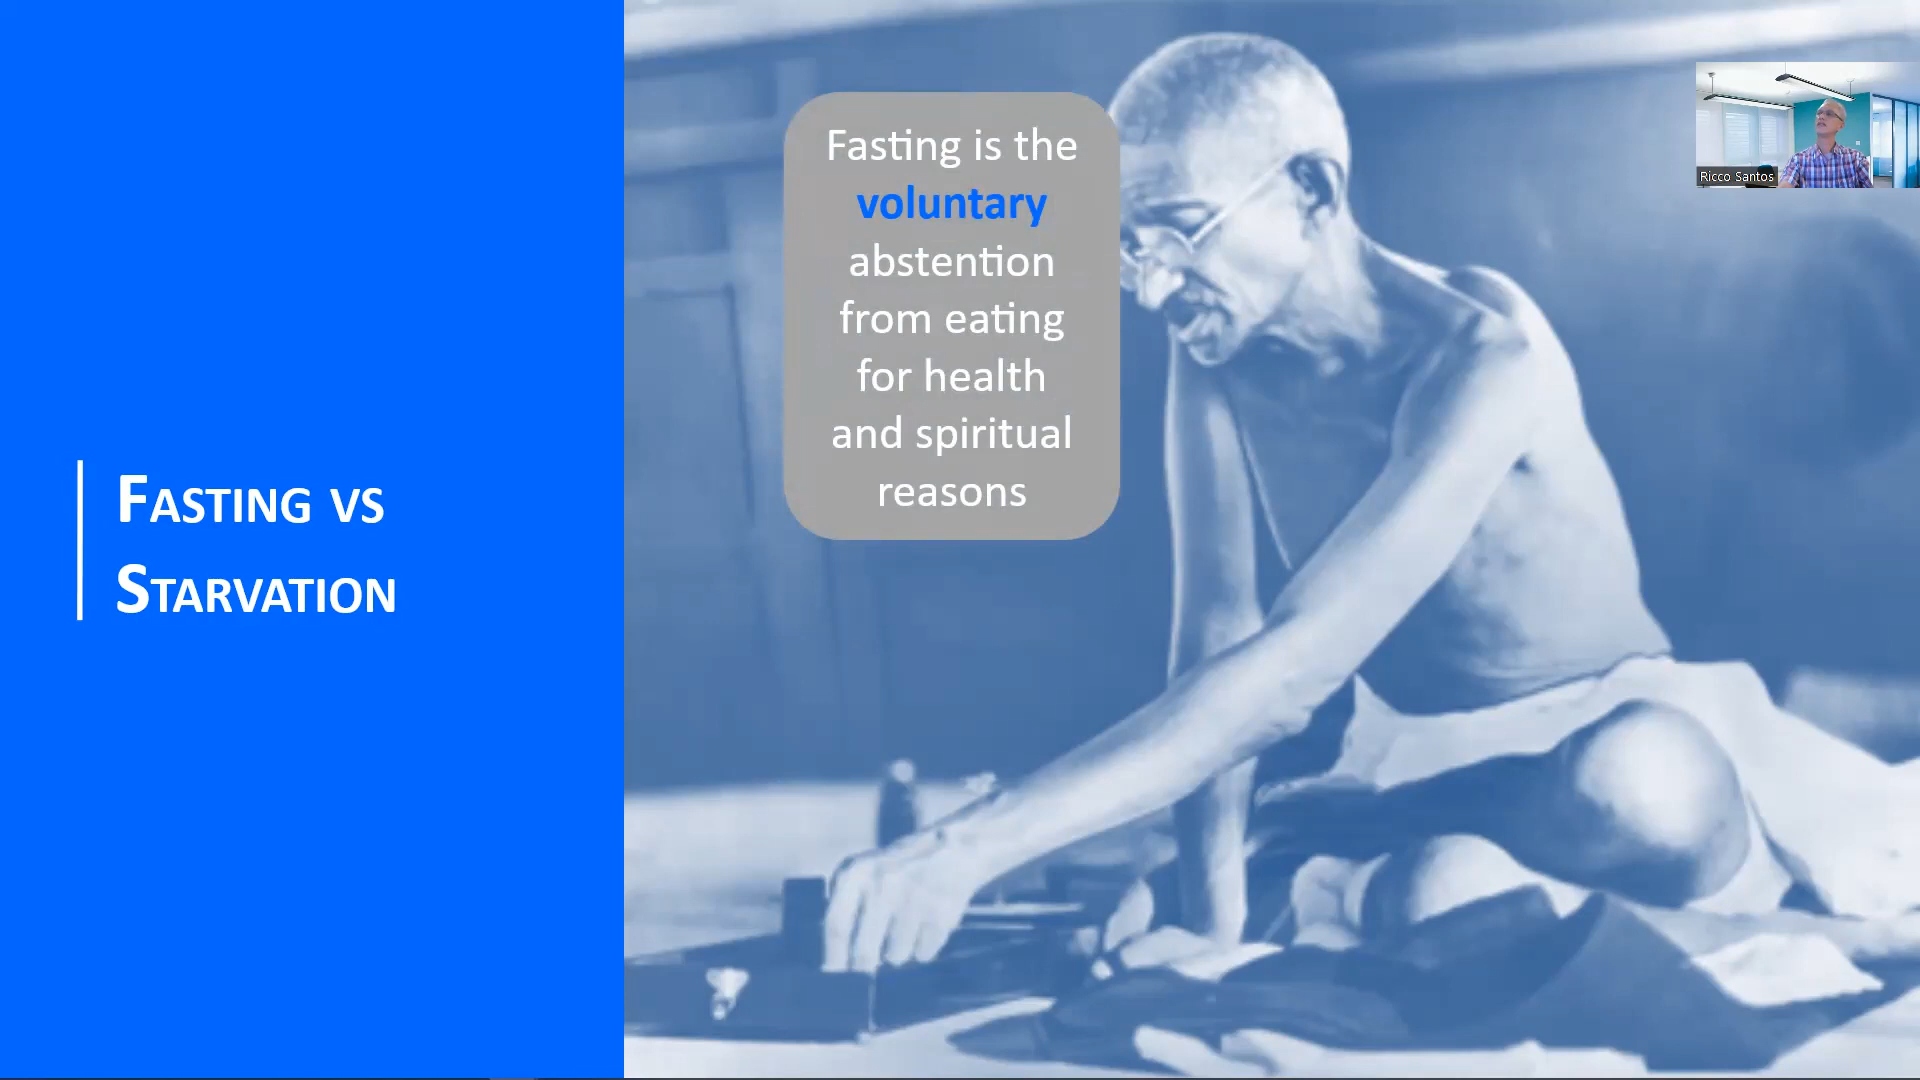 Fasting vs
Starvation
Fasting is the
voluntary
abstention
from eating
for health
and spiritual
reasons
Ricco Santos